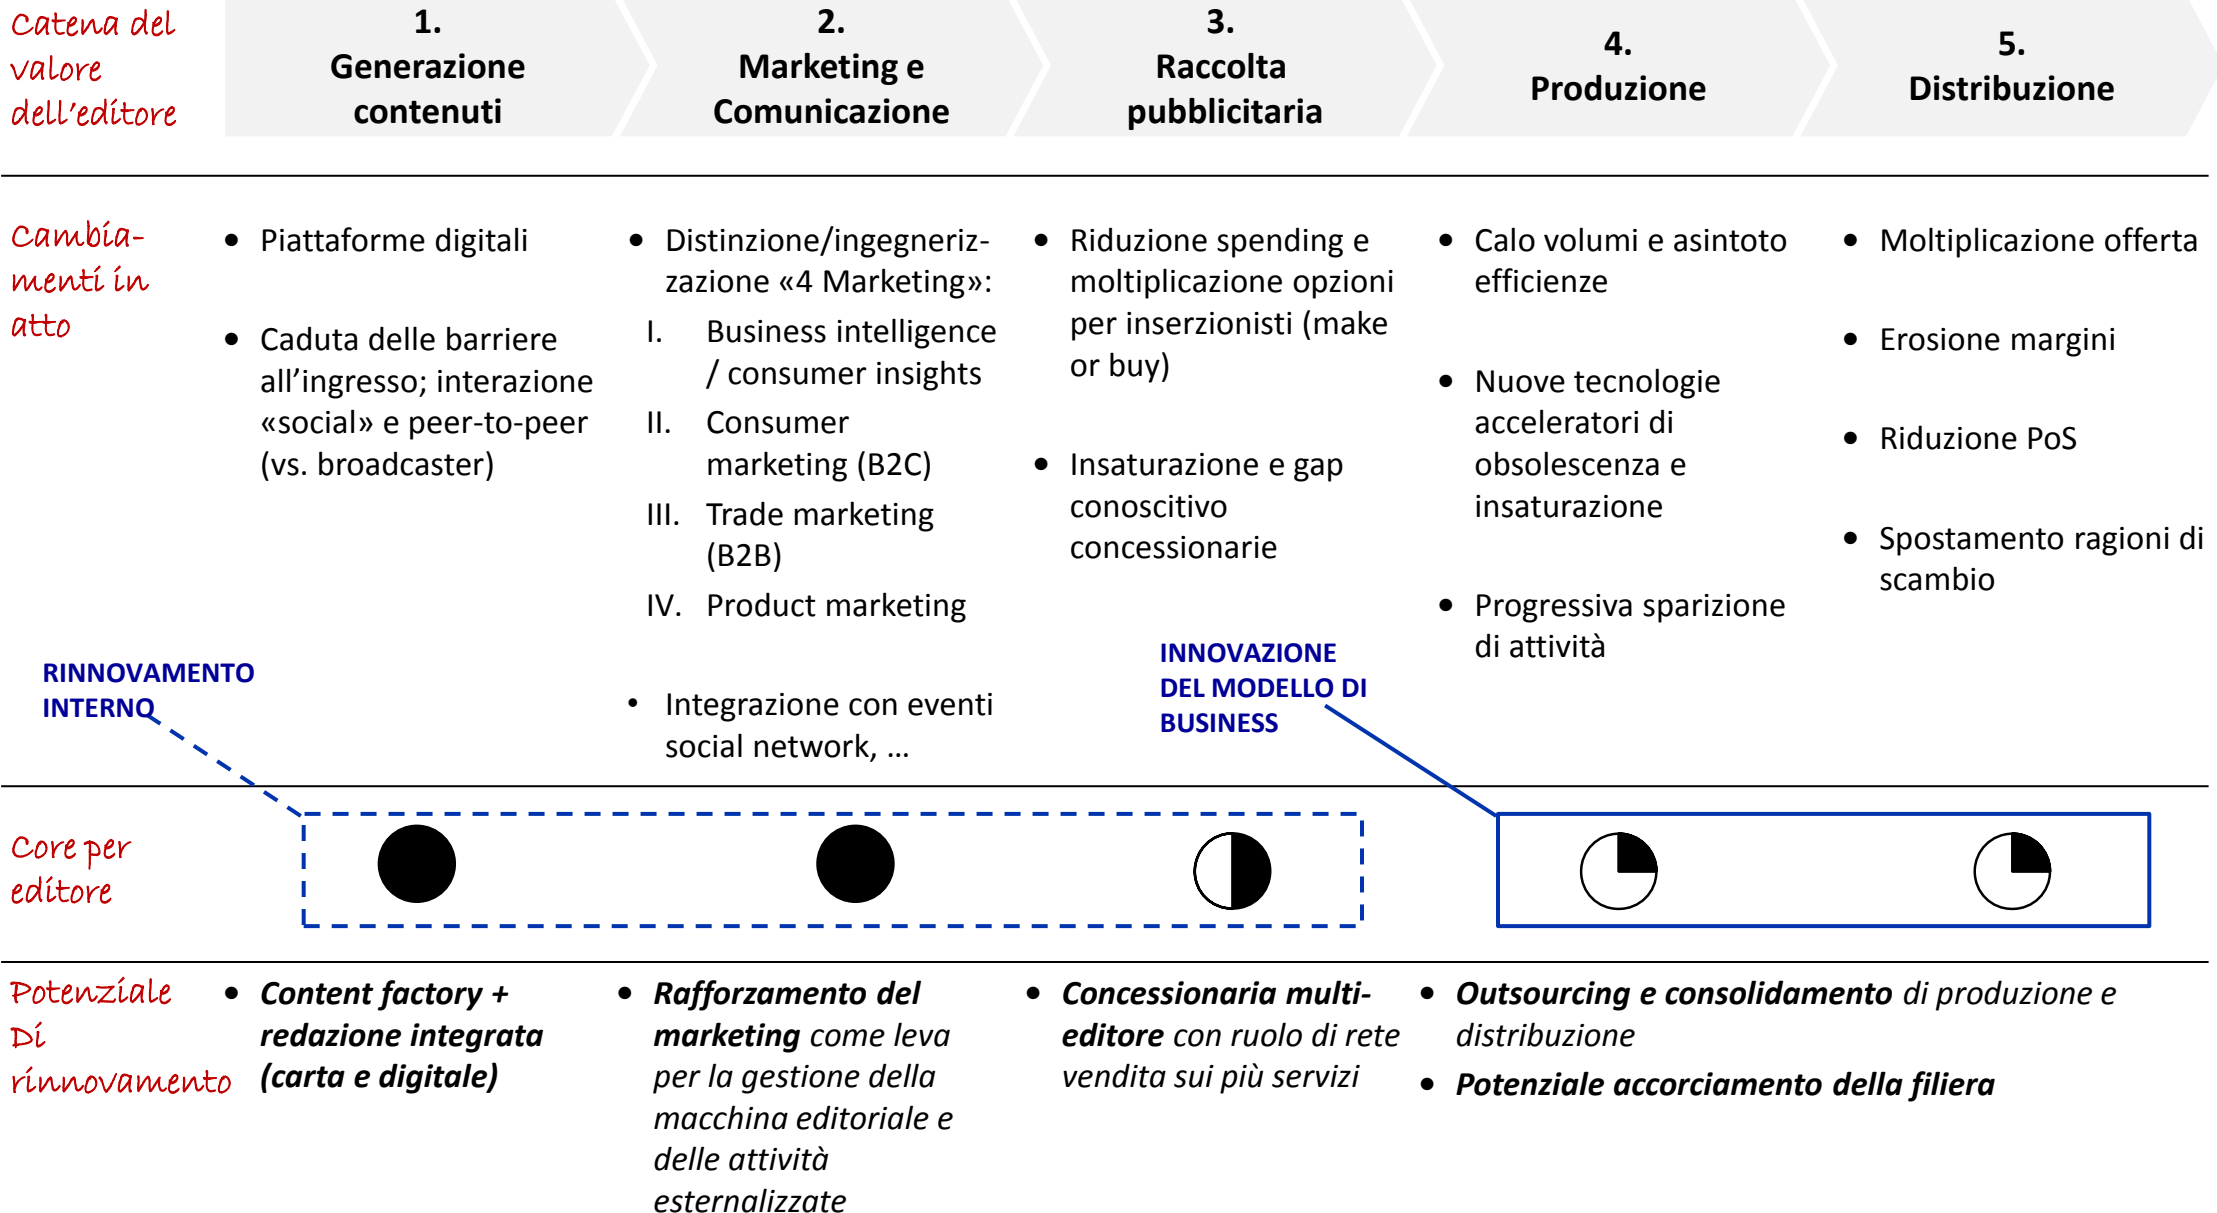 Catena del
valore
dell'editore
1.
Generazione
contenuti
2.
Marketing e
Comunicazione
3.
Raccolta
pubblicitaria
4.
Produzione
5.
Distribuzione
Cambia-
menti in
atto
• Piattaforme digitali
• Caduta delle barriere
all'ingresso; interazione
«social» e peer-to-peer
(vs. broadcaster)
• Distinzione/ingegneriz-
zazione «4 Marketing»:
I. Business intelligence
/ consumer insights
II. Consumer
marketing (B2C)
III. Trade marketing
(B2B)
IV. Product marketing
• Integrazione con eventi
social network, ...
• Riduzione spending e
moltiplicazione opzioni
per inserzionisti (make
or buy)
• Insaturazione e gap
conoscitivo
concessionarie
• Calo volumi e asintoto
efficienze
• Nuove tecnologie
acceleratori di
obsolescenza e
insaturazione
• Progressiva sparizione
di attività
• Moltiplicazione offerta
• Erosione margini
• Riduzione PoS
• Spostamento ragioni di
scambio
RINNOVAMENTO
INTERNO
INNOVAZIONE
DEL MODELLO DI
BUSINESS
Core per
editore
Potenziale
Di
rinnovamento
• Content factory +
redazione integrata
(carta e digitale)
• Rafforzamento del
marketing come leva
per la gestione della
macchina editoriale e
delle attività
esternalizzate
• Concessionaria multi-
editore con ruolo di rete
vendita sui più servizi
• Outsourcing e consolidamento di produzione e
distribuzione
• Potenziale accorciamento della filiera